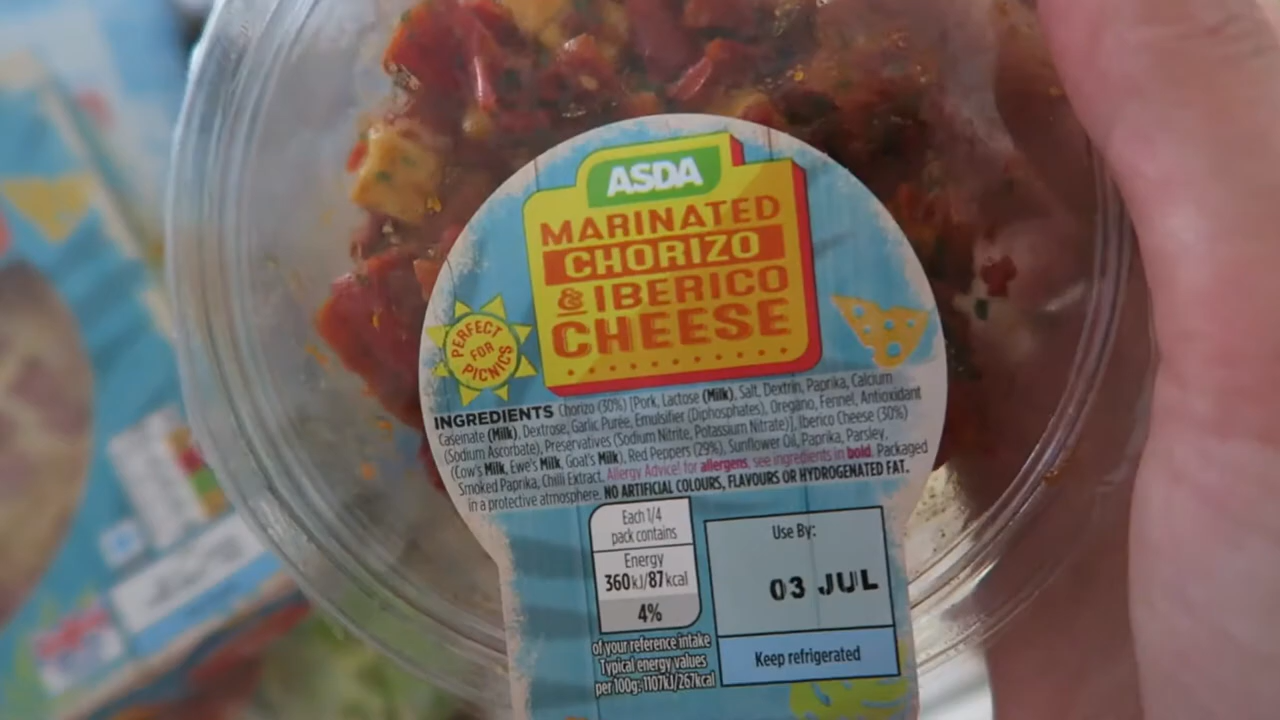 ASDA
MARINATED
CHORIZO
& IBERICO
CHEESE
PERFECT
FOR
PICNICS
INGREDIENTS Chorizo (30%) [Pork, Lactose (Milk), Salt, Dextrin, Paprika, Calcium
Caseinate (Milk), Dextrose, Garlic Purée, Emulsifier (Diphosphates), Oregano, Fennel, Antioxidant
(Sodium Ascorbate), Preservatives (Sodium Nitrite, Potassium Nitrate)], Iberico Cheese (30%)
(Cow's Milk, Ewe's Milk, Goat's Milk), Red Peppers (29%), Sunflower Oil, Paprika, Parsley,
Smoked Paprika, Chilli Extract. Allergy Advice! for allergens, see ingredients in bold. Packaged
in a protective atmosphere. NO ARTIFICIAL COLOURS, FLAVOURS OR HYDROGENATED FAT.
Each 1/4
pack contains
Energy
360kJ/87kcal
4%
of your reference intake
Typical energy values
per 100g: 1107kJ/267kcal
Use By:
03 JUL
Keep refrigerated